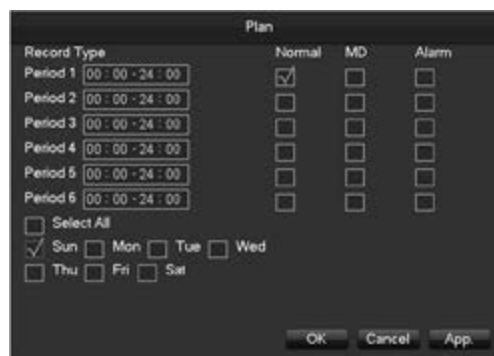 Plan
Record Type Normal MD Alarm
Period 1 00 : 00 - 24 : 00
Period 2 00 : 00 - 24 : 00
Period 3 00 : 00 - 24 : 00
Period 4 00 : 00 - 24 : 00
Period 5 00 : 00 - 24 : 00
Period 6 00 : 00 - 24 : 00
Select All
Sun Mon Tue Wed
Thu Fri Sat
OK Cancel App.